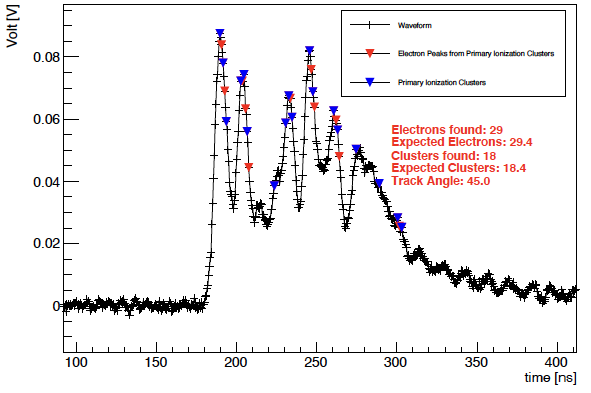 Volt [V]
Waveform
Electron Peaks from Primary Ionization Clusters
Primary Ionization Clusters
Electrons found: 29
Expected Electrons: 29.4
Clusters found: 18
Expected Clusters: 18.4
Track Angle: 45.0
0.08
0.06
0.04
0.02
0
100 150 200 250 300 350 400
time [ns]